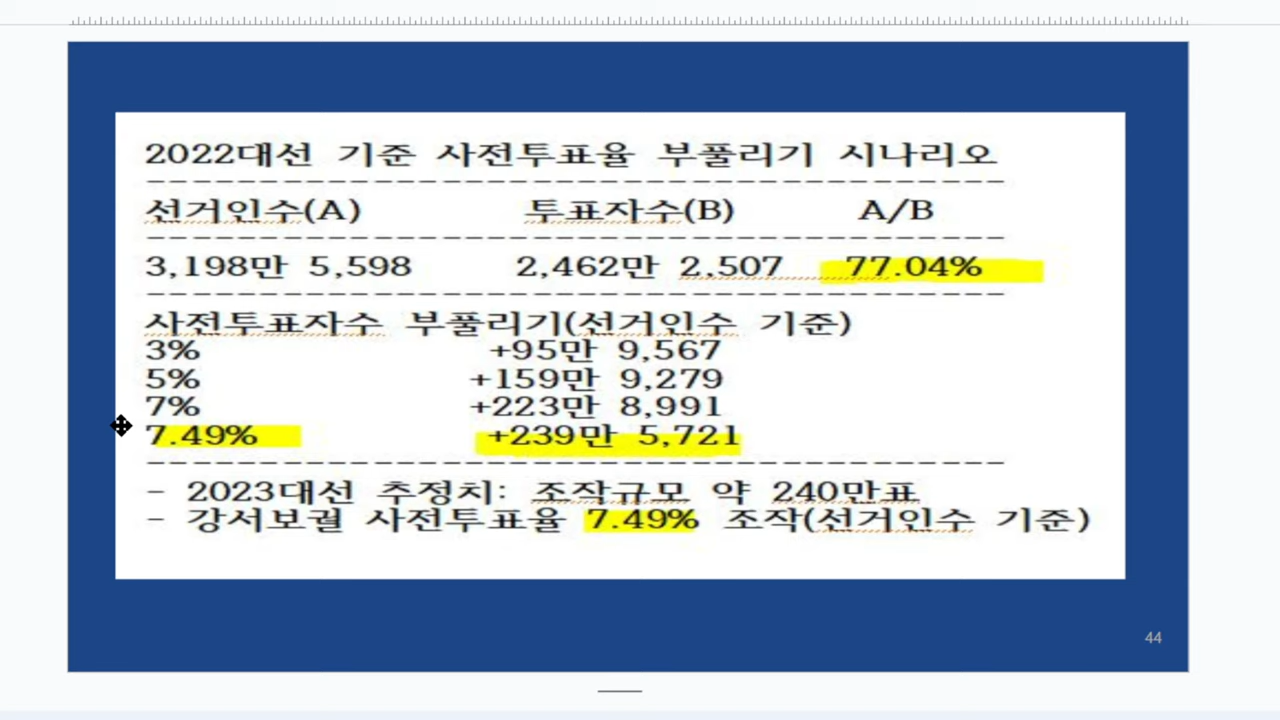 2022대선 기준 사전투표율 부풀리기 시나리오
선거인수(A) 투표자수(B) A/B
3,198만 5,598 2,462만 2,507 77.04%
사전투표자수 부풀리기(선거인수 기준)
3% +95만 9,567
5% +159만 9,279
7% +223만 8,991
7.49% +239만 5,721
- 2023대선 추정치: 조작규모 약 240만표
- 강서보궐 사전투표율 7.49% 조작(선거인수 기준)
44